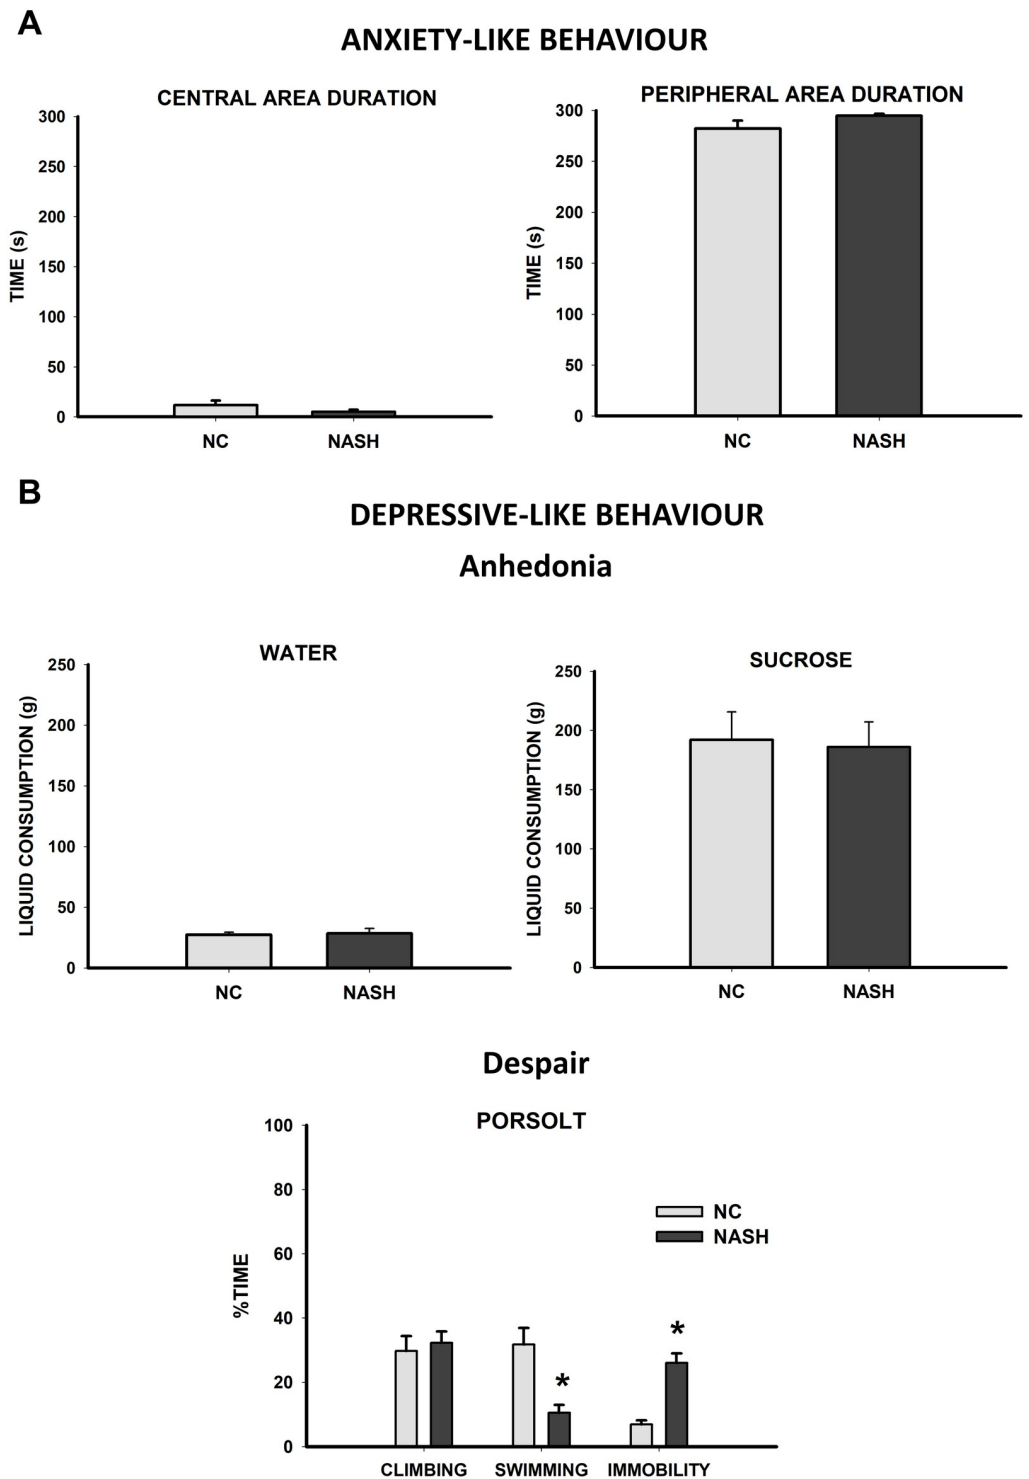 A
ANXIETY-LIKE BEHAVIOUR
CENTRAL AREA DURATION
TIME (s)
300
250
200
150
100
50
0
NC
NASH
PERIPHERAL AREA DURATION
TIME (s)
300
250
200
150
100
50
0
NC
NASH
B
DEPRESSIVE-LIKE BEHAVIOUR
Anhedonia
WATER
LIQUID CONSUMPTION (g)
250
200
150
100
50
0
NC
NASH
SUCROSE
LIQUID CONSUMPTION (g)
250
200
150
100
50
0
NC
NASH
Despair
PORSOLT
%TIME
100
80
60
40
20
0
NC
NASH
*
*
CLIMBING
SWIMMING
IMMOBILITY